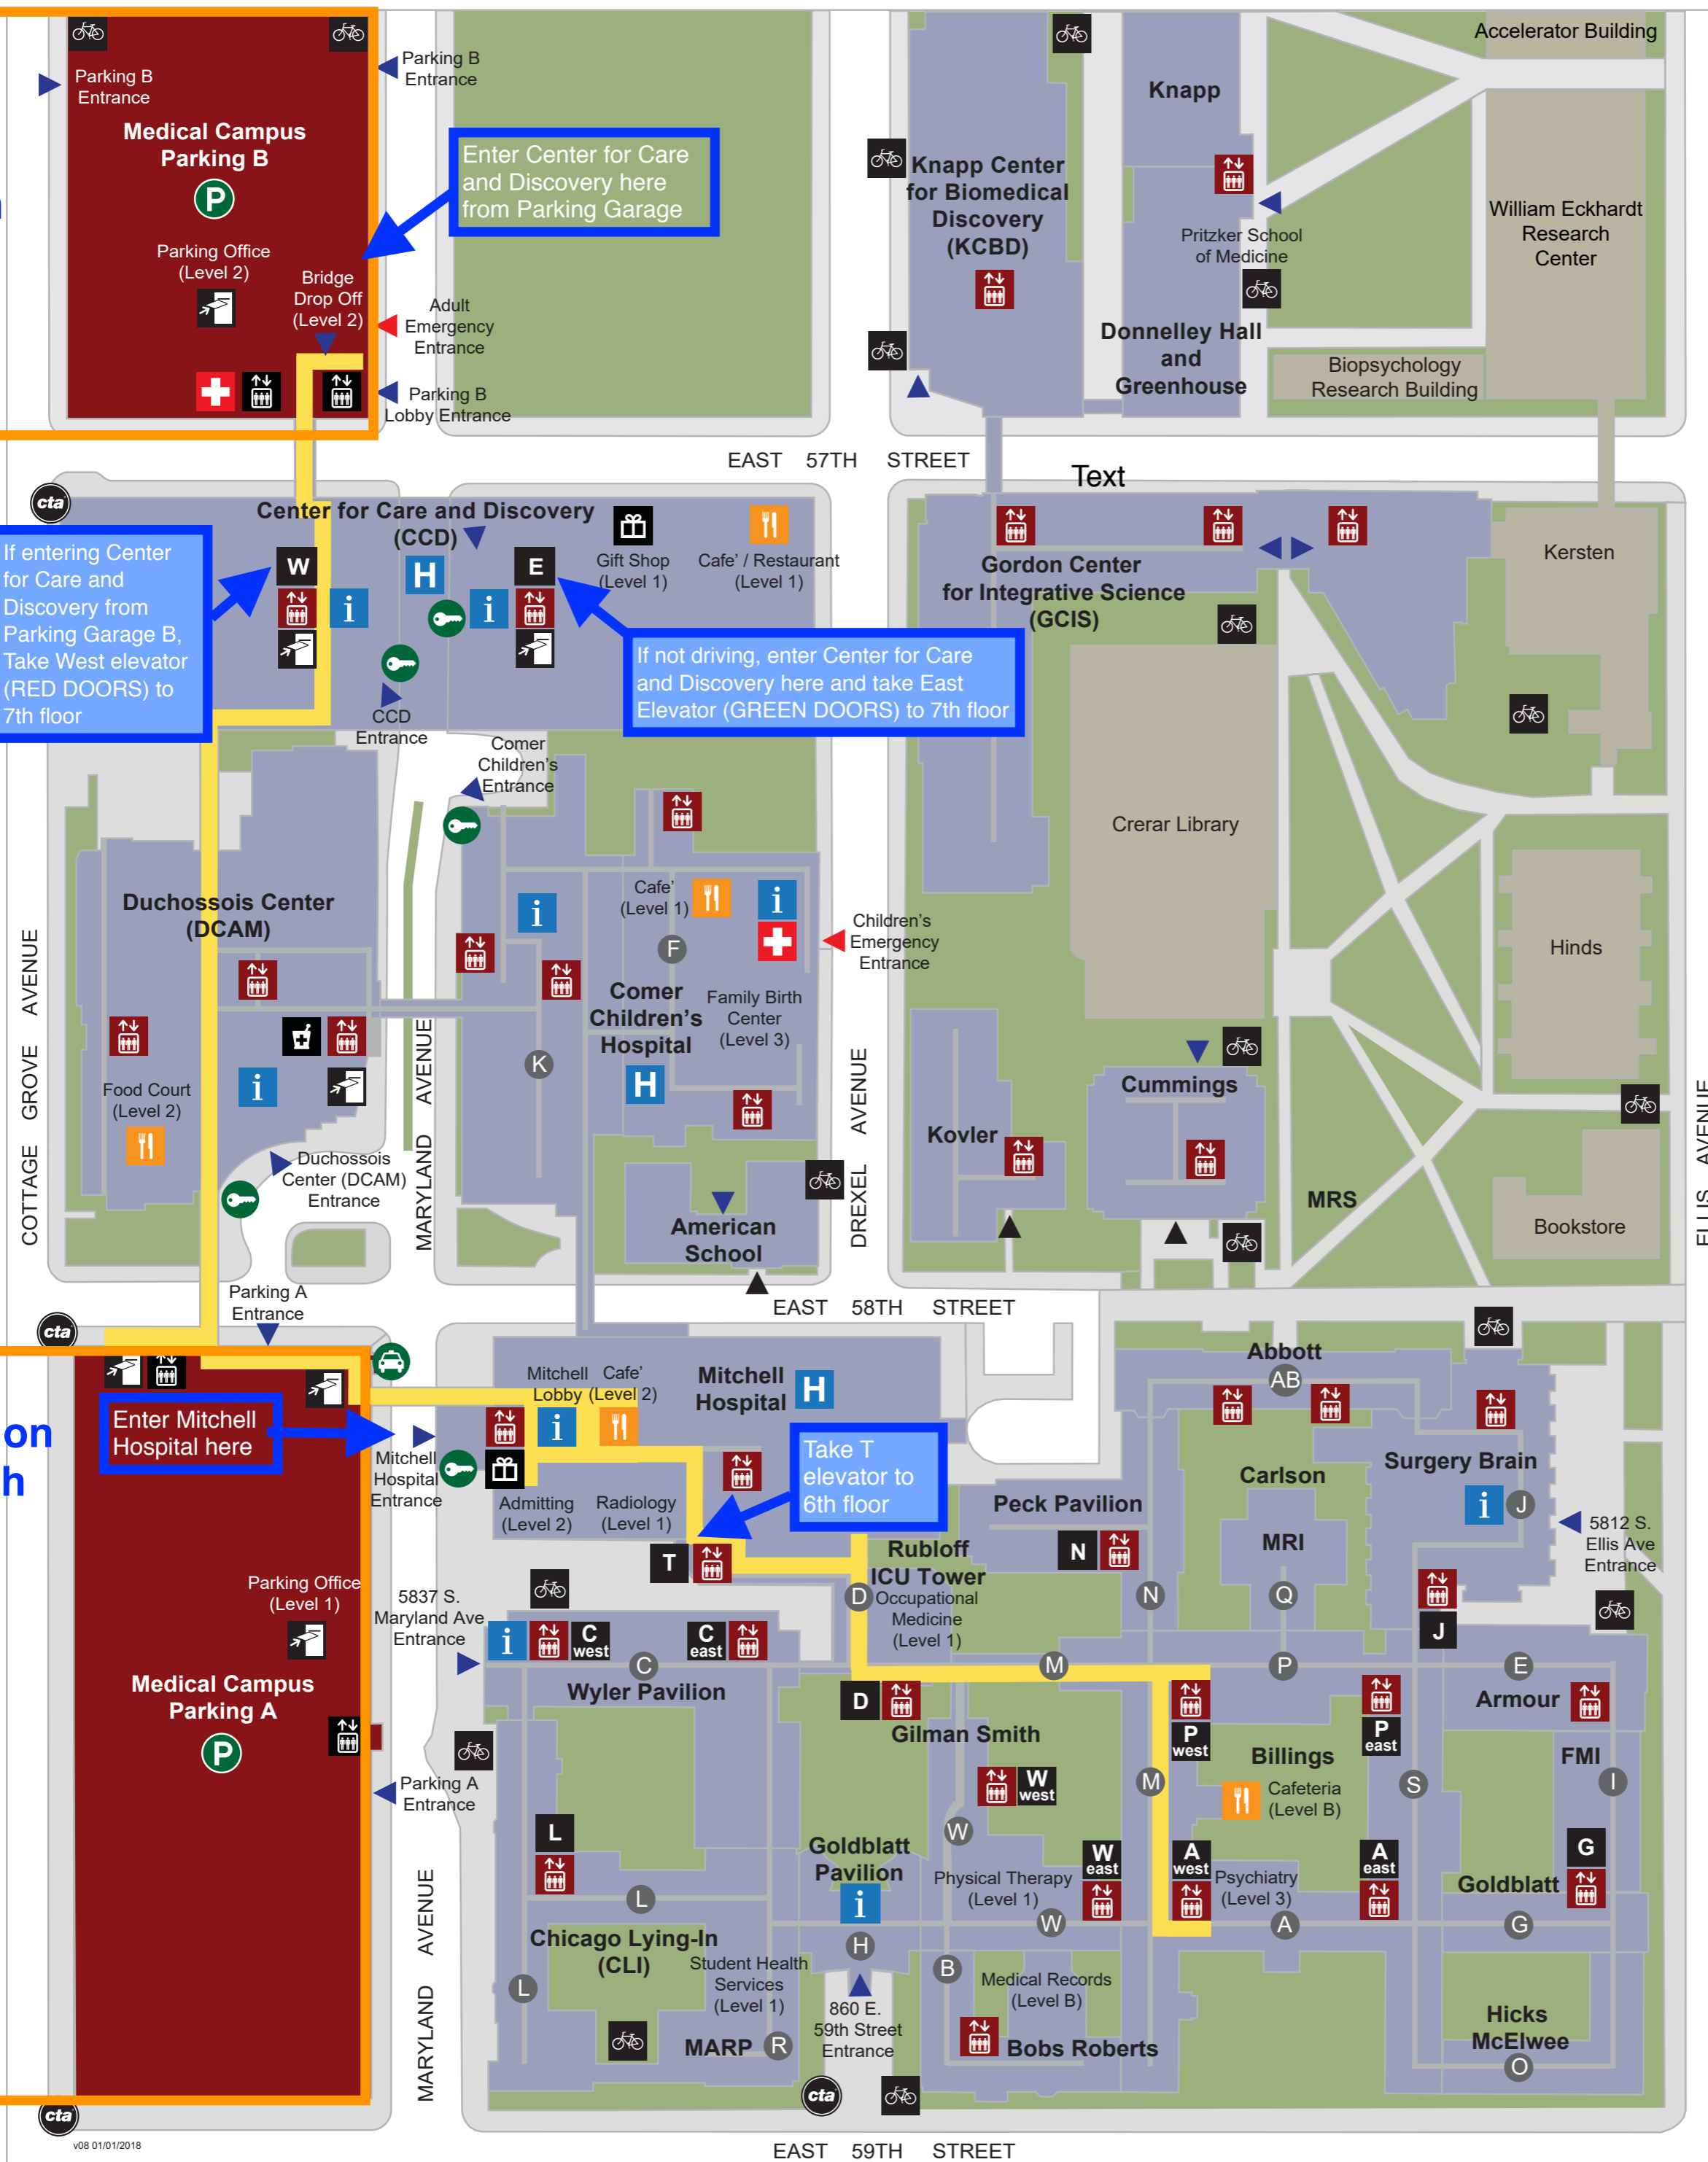 Parking B
Entrance
Medical Campus
Parking B
P
Parking Office
(Level 2)
Bridge
Drop Off
(Level 2)
Parking B
Entrance
Enter Center for Care
and Discovery here
from Parking Garage
Adult
Emergency
Entrance
Parking B
Lobby Entrance
Knapp Center
for Biomedical
Discovery
(KCBD)
Knapp
Pritzker School
of Medicine
Donnelley Hall
and
Greenhouse
Accelerator Building
William Eckhardt
Research
Center
Biopsychology
Research Building
EAST 57TH STREET
Text
cta
Center for Care and Discovery
(CCD)
If entering Center
for Care and
Discovery from
Parking Garage B,
Take West elevator
(RED DOORS) to
7th floor
W
i
H
i
E
Gift Shop
(Level 1)
Cafe' / Restaurant
(Level 1)
If not driving, enter Center for Care
and Discovery here and take East
Elevator (GREEN DOORS) to 7th floor
CCD
Entrance
Comer
Children's
Entrance
Gordon Center
for Integrative Science
(GCIS)
Kersten
Crerar Library
Hinds
Duchossois Center
(DCAM)
i
Food Court
(Level 2)
Duchossois
Center (DCAM)
Entrance
COTTAGE GROVE AVENUE
MARYLAND AVENUE
i
Cafe'
(Level 1)
i
F
Children's
Emergency
Entrance
Comer
Children's
Hospital
H
Family Birth
Center
(Level 3)
K
American
School
DREXEL AVENUE
Kovler
Cummings
MRS
Bookstore
ELLIS AVENUE
Parking A
Entrance
EAST 58TH STREET
cta
on
h
Enter Mitchell
Hospital here
Mitchell
Lobby
Cafe'
(Level 2)
Mitchell
Hospital
H
i
Mitchell
Hospital
Entrance
Admitting
(Level 2)
Radiology
(Level 1)
Take T
elevator to
6th floor
T
Abbott
AB
Carlson
Surgery Brain
i
J
Peck Pavilion
N
MRI
5812 S.
Ellis Ave
Entrance
Rubloff
ICU Tower
Occupational
Medicine
(Level 1)
D
N
Q
J
Parking Office
(Level 1)
Medical Campus
Parking A
P
5837 S.
Maryland Ave
Entrance
i
C
west
C
east
C
Wyler Pavilion
M
P
E
D
Gilman Smith
P
west
P
east
Armour
Billings
Cafeteria
(Level B)
FMI
W
west
M
S
I
Parking A
Entrance
L
W
Goldblatt
Pavilion
i
Physical Therapy
(Level 1)
W
east
A
west
Psychiatry
(Level 3)
A
east
G
Goldblatt
L
W
A
G
Chicago Lying-In
(CLI)
Student Health
Services
(Level 1)
H
B
L
Medical Records
(Level B)
860 E.
59th Street
Entrance
MARP
R
Bobs Roberts
Hicks
McElwee
O
MARYLAND AVENUE
cta
cta
v08 01/01/2018
EAST 59TH STREET